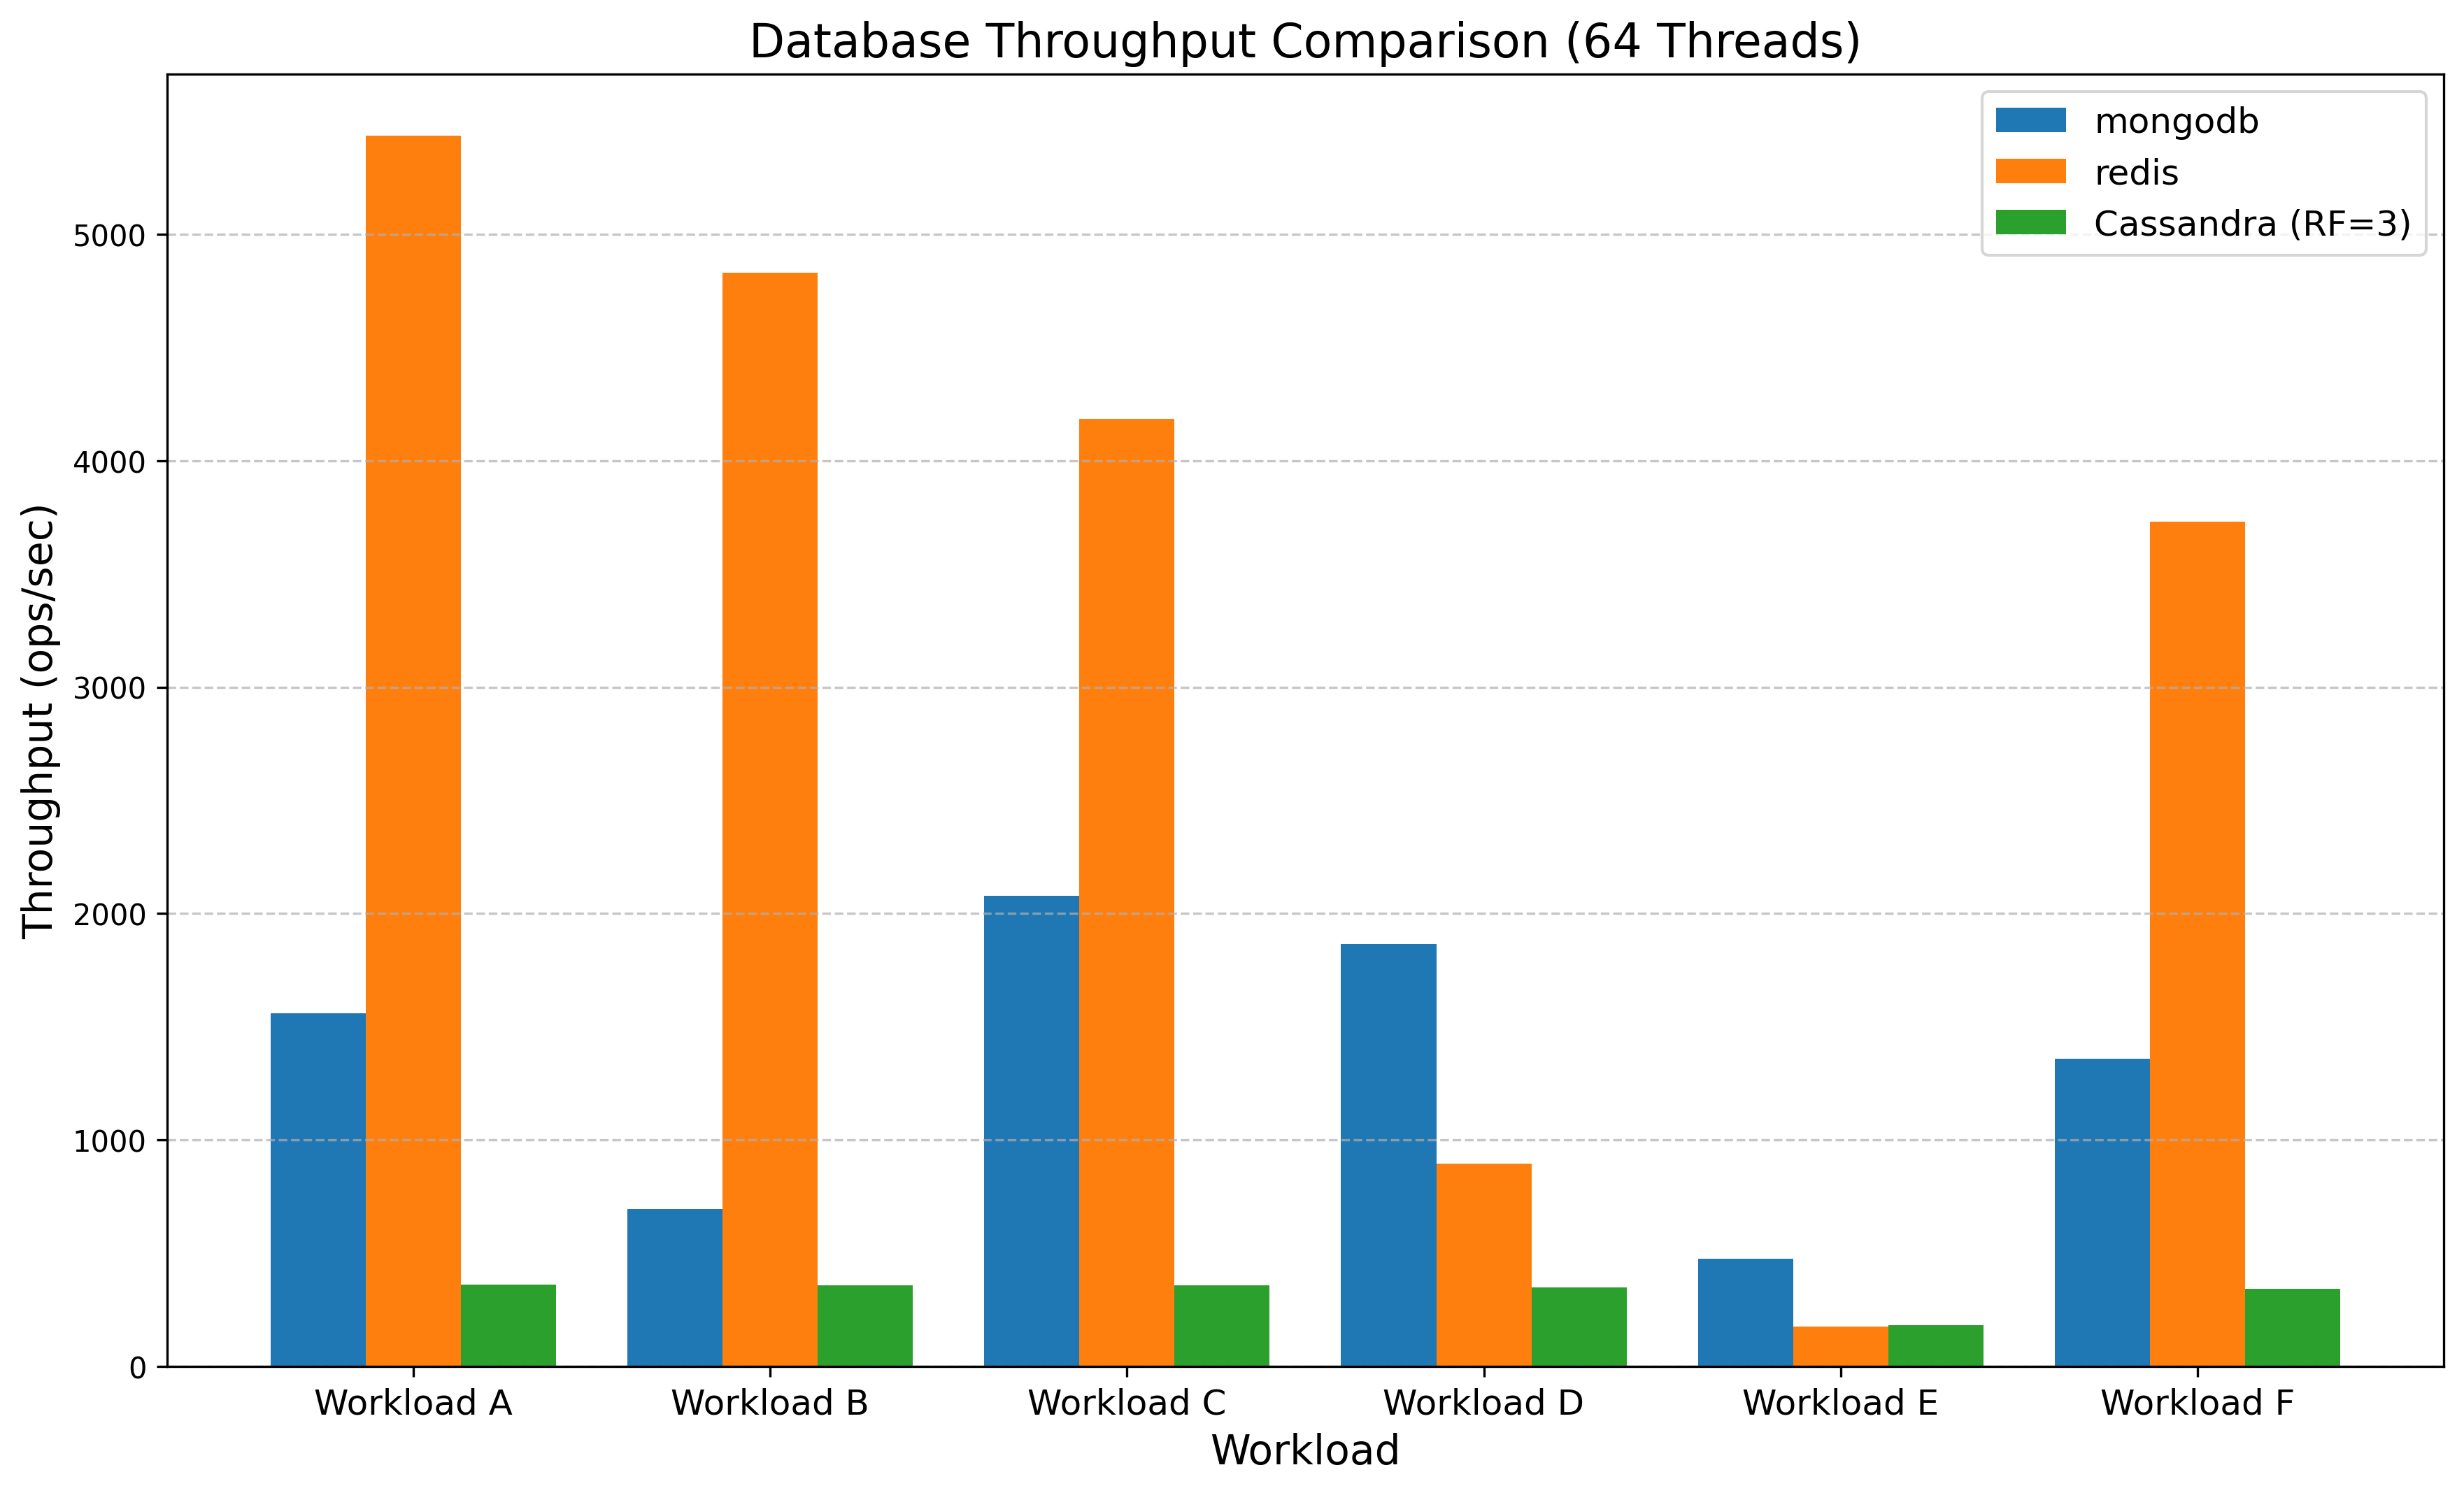 Database Throughput Comparison (64 Threads)
mongodb
redis
Cassandra (RF=3)
Throughput (ops/sec)
5000
4000
3000
2000
1000
0
Workload A
Workload B
Workload C
Workload D
Workload E
Workload F
Workload